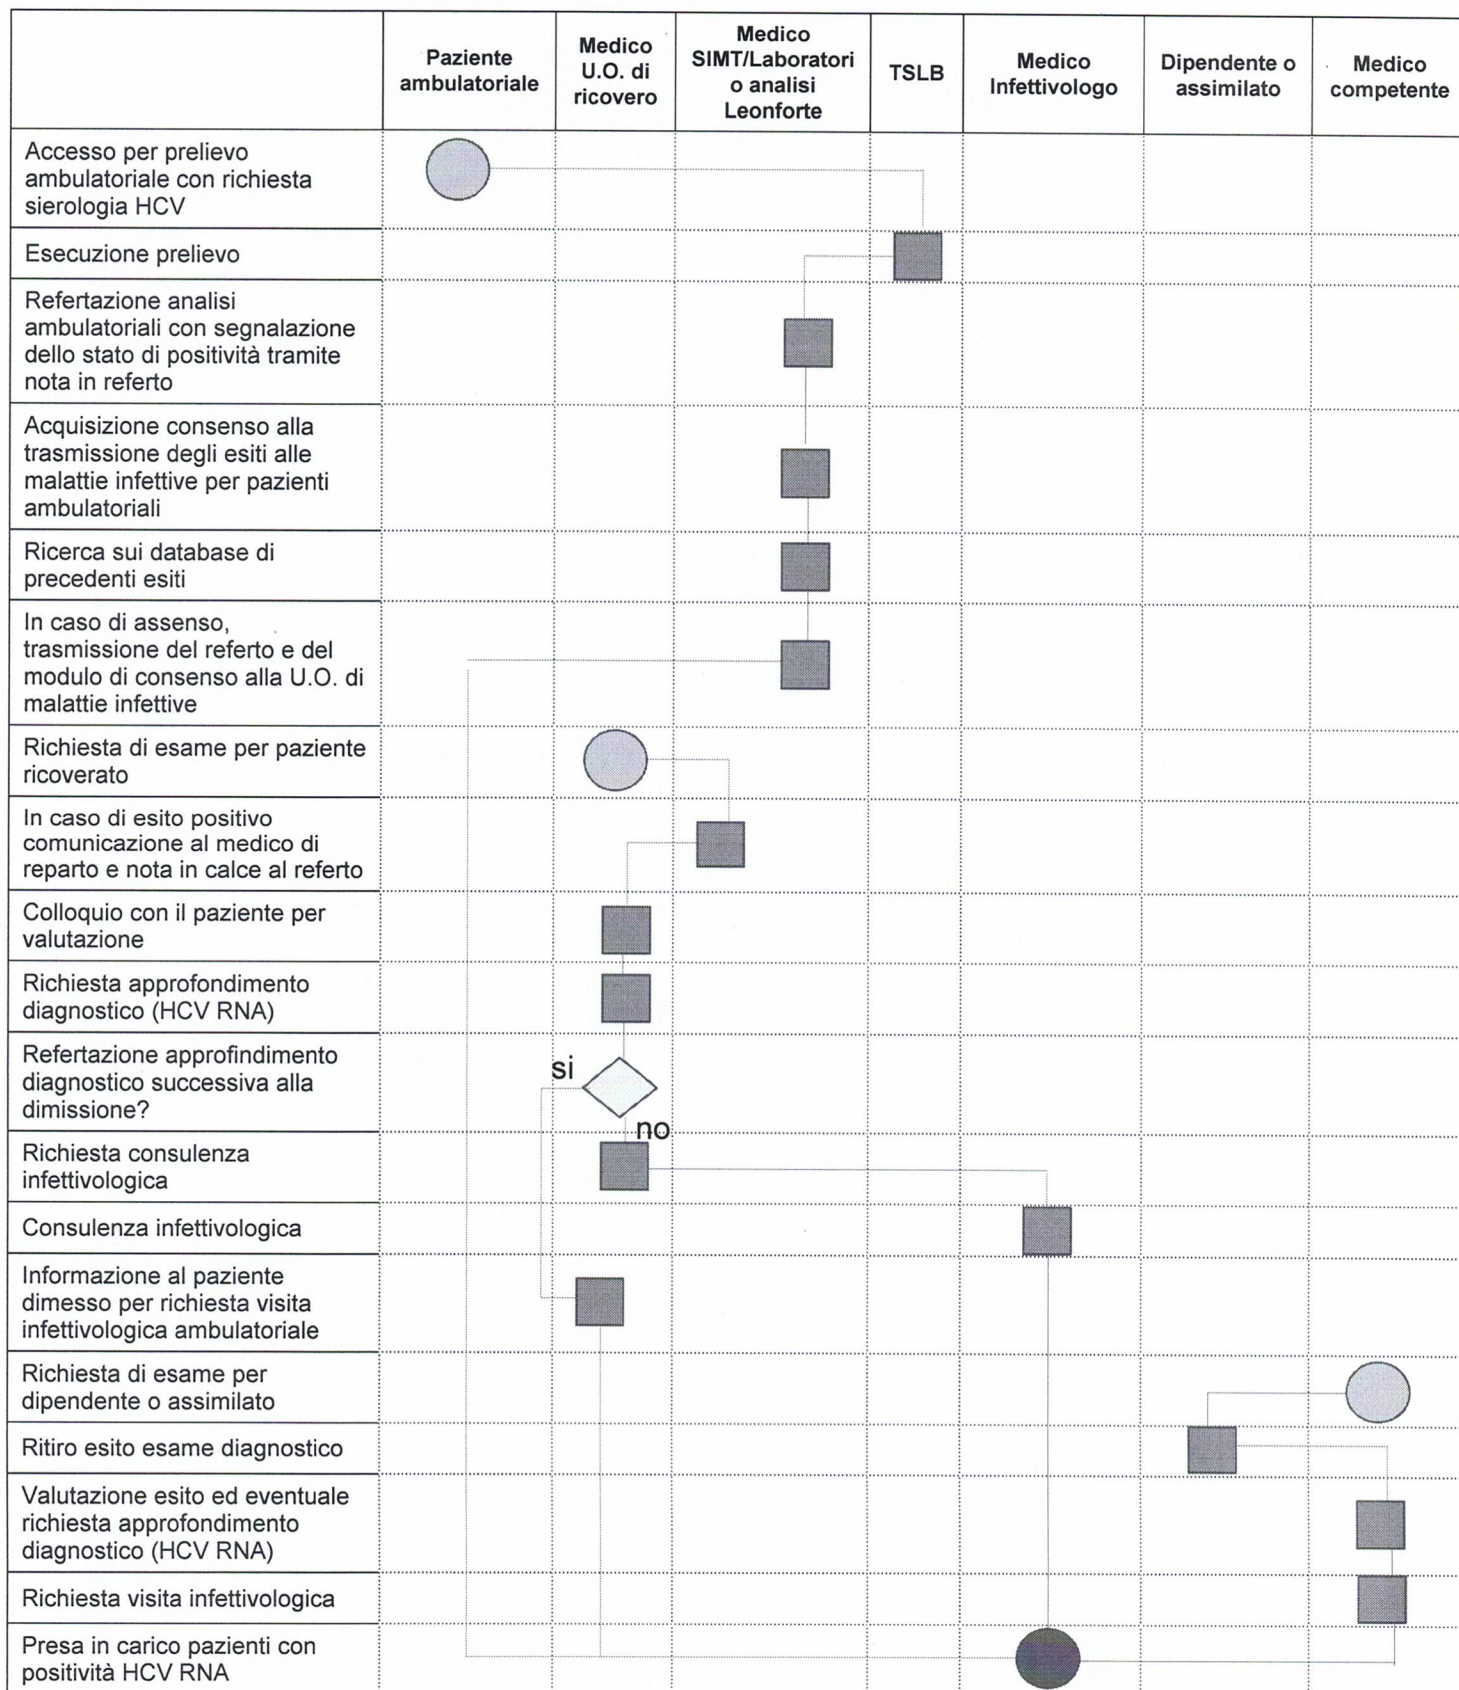 Paziente
ambulatoriale
Medico
U.O. di
ricovero
Medico
SIMT/Laboratori
o analisi
Leonforte
TSLB
Medico
Infettivologo
Dipendente o
assimilato
Medico
competente
Accesso per prelievo
ambulatoriale con richiesta
sierologia HCV
Esecuzione prelievo
Refertazione analisi
ambulatoriali con segnalazione
dello stato di positività tramite
nota in referto
Acquisizione consenso alla
trasmissione degli esiti alle
malattie infettive per pazienti
ambulatoriali
Ricerca sui database di
precedenti esiti
In caso di assenso,
trasmissione del referto e del
modulo di consenso alla U.O. di
malattie infettive
Richiesta di esame per paziente
ricoverato
In caso di esito positivo
comunicazione al medico di
reparto e nota in calce al referto
Colloquio con il paziente per
valutazione
Richiesta approfondimento
diagnostico (HCV RNA)
Refertazione approfindimento
diagnostico successiva alla
dimissione?
si
no
Richiesta consulenza
infettivologica
Consulenza infettivologica
Informazione al paziente
dimesso per richiesta visita
infettivologica ambulatoriale
Richiesta di esame per
dipendente o assimilato
Ritiro esito esame diagnostico
Valutazione esito ed eventuale
richiesta approfondimento
diagnostico (HCV RNA)
Richiesta visita infettivologica
Presa in carico pazienti con
positività HCV RNA